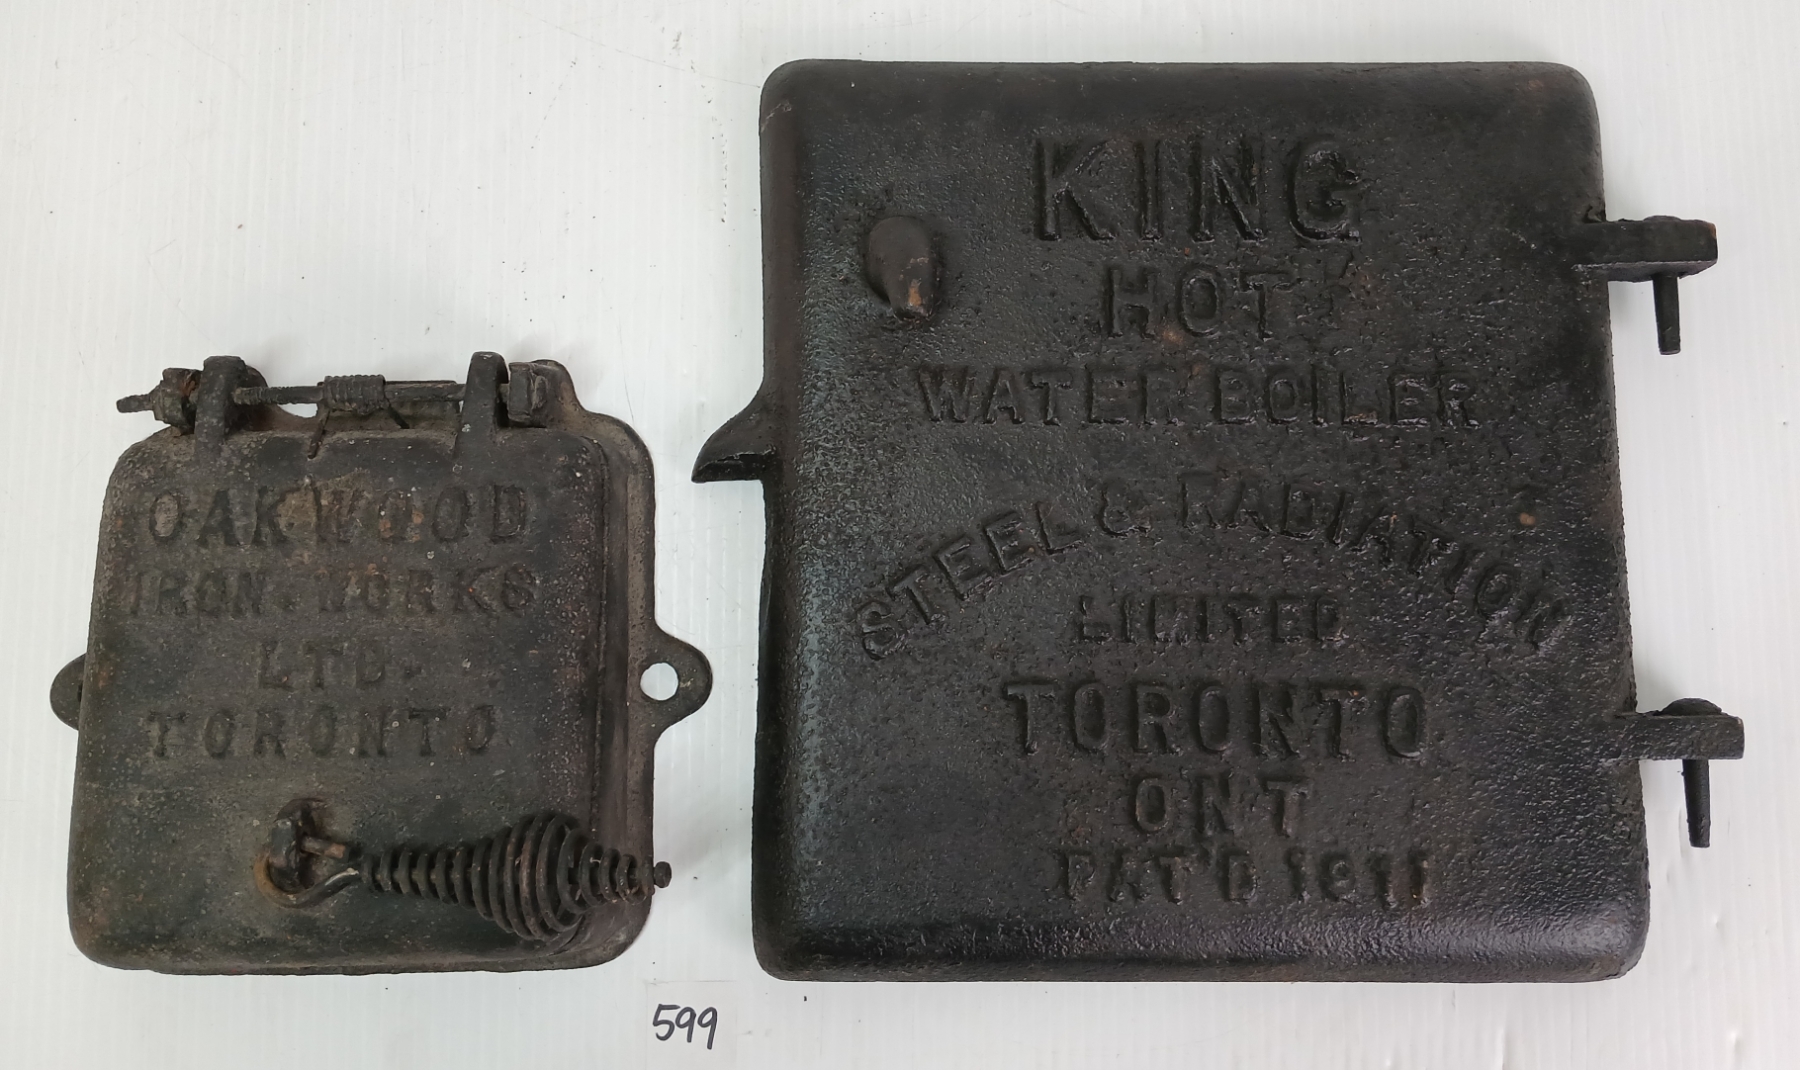 OAKWOOD
IRON. WORKS
LTD.
TORONTO
KING
HOT
WATER BOILER
STEEL & RADIATION
LIMITED
TORONTO
ONT
PAT'D 1911
599